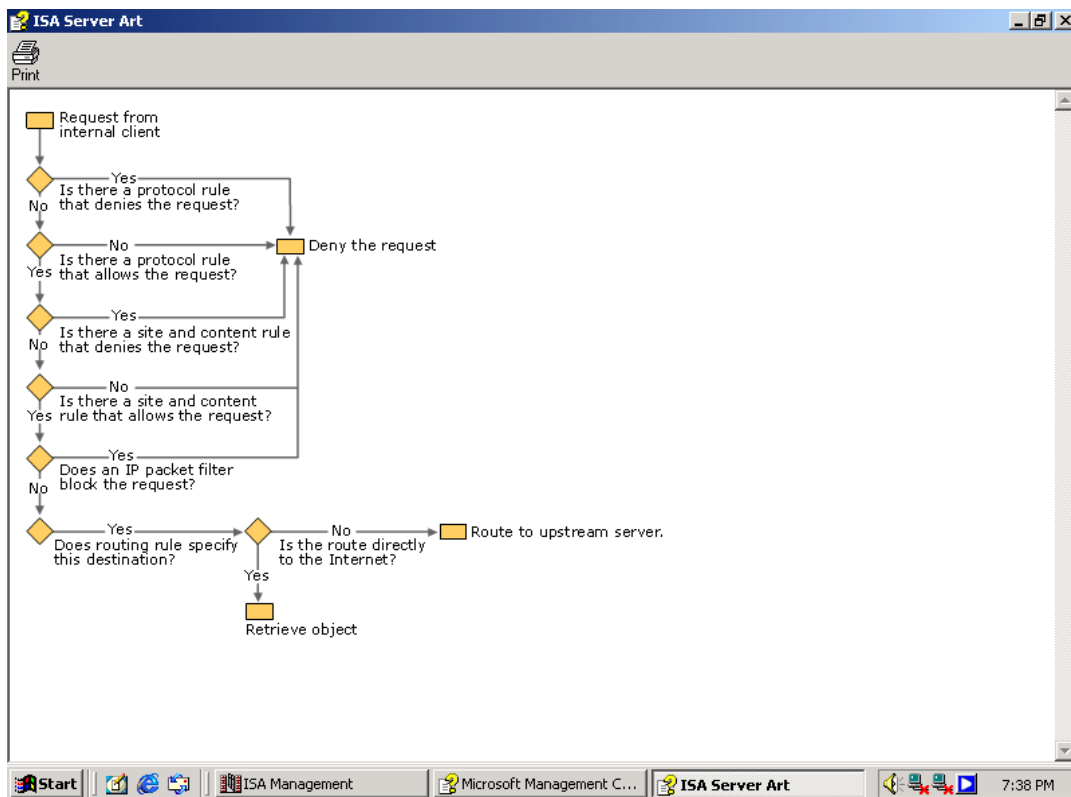 ISA Server Art
Print
Request from
internal client
Yes
Is there a protocol rule
that denies the request?
No
No
Deny the request
Is there a protocol rule
Yes that allows the request?
Yes
Is there a site and content rule
that denies the request?
No
No
Is there a site and content
Yes rule that allows the request?
Yes
Does an IP packet filter
block the request?
No
Yes
No
Route to upstream server.
Does routing rule specify
this destination?
Is the route directly
to the Internet?
Yes
Retrieve object
Start
ISA Management
Microsoft Management C...
ISA Server Art
7:38 PM